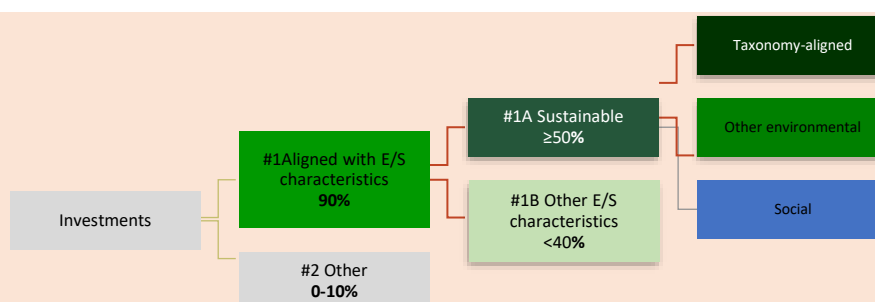 Taxonomy-aligned
#1A Sustainable
≥50%
Other environmental
#1Aligned with E/S
characteristics
90%
Investments
#1B Other E/S
characteristics
<40%
Social
#2 Other
0-10%